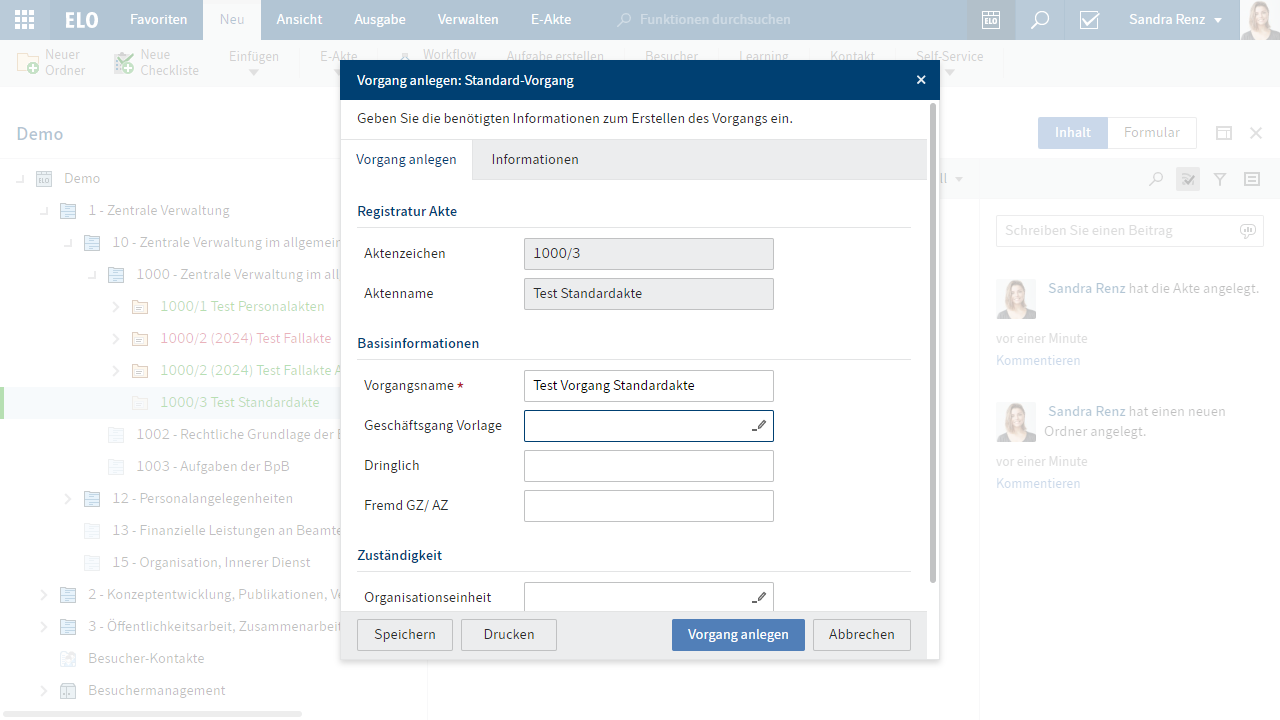 ELO Favoriten Neu Ansicht Ausgabe Verwalten E-Akte Funktionen durchsuchen ELO Sandra Renz
Neuer Ordner
Neue Checkliste
Einfügen
E-Akte
Workflow
Aufgabe erstellen
Besucher
Learning
Kontakt
Self-Service
Demo
Inhalt Formular
ELO Demo
1 - Zentrale Verwaltung
10 - Zentrale Verwaltung im allgemein
1000 - Zentrale Verwaltung im all
1000/1 Test Personalakten
1000/2 (2024) Test Fallakte
1000/2 (2024) Test Fallakte A
1000/3 Test Standardakte
1002 - Rechtliche Grundlage der
1003 - Aufgaben der BpB
12 - Personalangelegenheiten
13 - Finanzielle Leistungen an Beamte
15 - Organisation, Innerer Dienst
2 - Konzeptentwicklung, Publikationen,
3 - Öffentlichkeitsarbeit, Zusammenarbeit
Besucher-Kontakte
Besuchermanagement
Vorgang anlegen: Standard-Vorgang
Geben Sie die benötigten Informationen zum Erstellen des Vorgangs ein.
Vorgang anlegen Informationen
Registratur Akte
Aktenzeichen 1000/3
Aktenname Test Standardakte
Basisinformationen
Vorgangsname * Test Vorgang Standardakte
Geschäftsgang Vorlage
Dringlich
Fremd GZ/ AZ
Zuständigkeit
Organisationseinheit
Speichern Drucken Vorgang anlegen Abbrechen
Schreiben Sie einen Beitrag
Sandra Renz hat die Akte angelegt.
vor einer Minute
Kommentieren
Sandra Renz hat einen neuen
Ordner angelegt.
vor einer Minute
Kommentieren